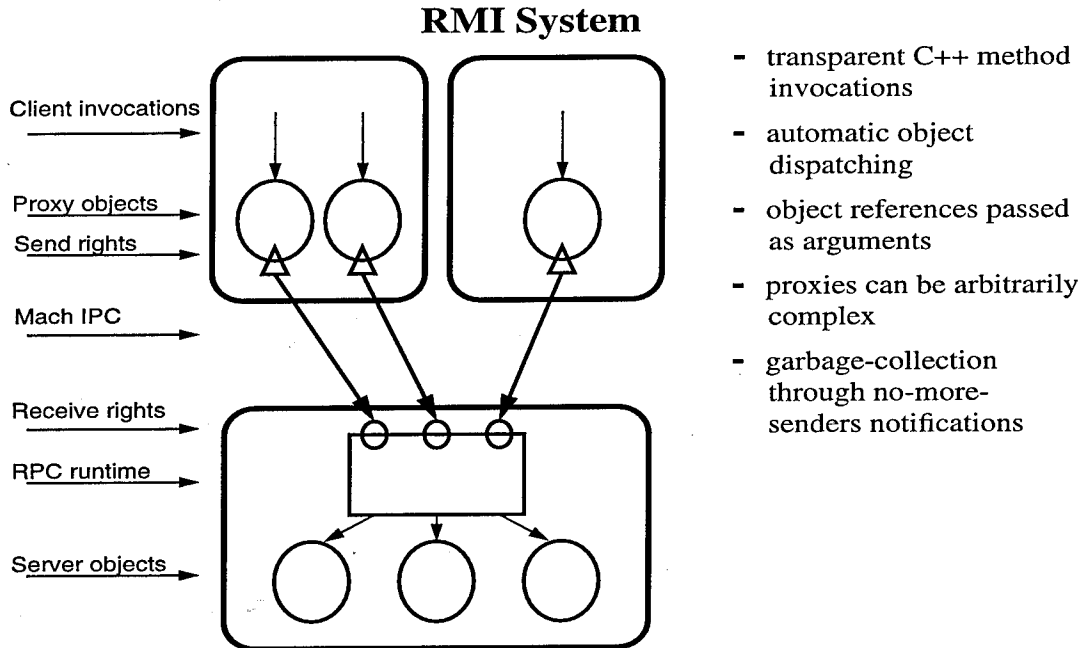 RMI System
Client invocations
Proxy objects
Send rights
Mach IPC
Receive rights
RPC runtime
Server objects
- transparent C++ method
invocations
- automatic object
dispatching
- object references passed
as arguments
- proxies can be arbitrarily
complex
- garbage-collection
through no-more-
senders notifications